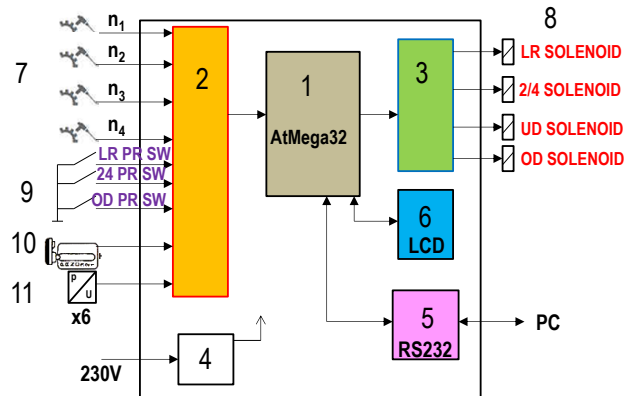 8
n1
LR SOLENOID
n2
7
2
1
3
2/4 SOLENOID
n3
AtMega32
UD SOLENOID
n4
LR PR SW
OD SOLENOID
24 PR SW
9
OD PR SW
6
LCD
10
11
P
U
x6
5
RS232
PC
4
230V